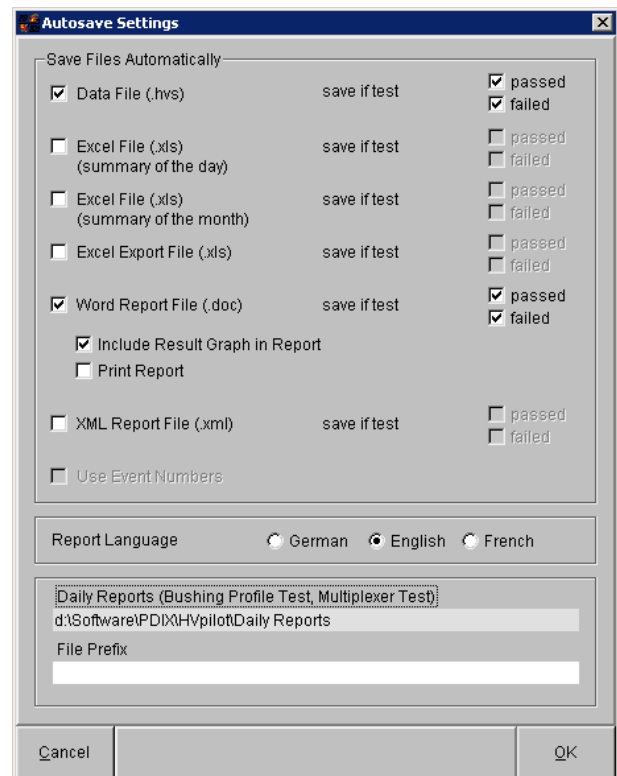 Autosave Settings
Save Files Automatically
Data File (.hvs) save if test passed
failed
Excel File (.xls) save if test passed
(summary of the day) failed
Excel File (.xls) save if test passed
(summary of the month) failed
Excel Export File (.xls) save if test passed
failed
Word Report File (.doc) save if test passed
failed
Include Result Graph in Report
Print Report
XML Report File (.xml) save if test passed
failed
Use Event Numbers
Report Language German English French
Daily Reports (Bushing Profile Test, Multiplexer Test)
d:\Software\PDIX\HVpilot\Daily Reports
File Prefix
Cancel OK